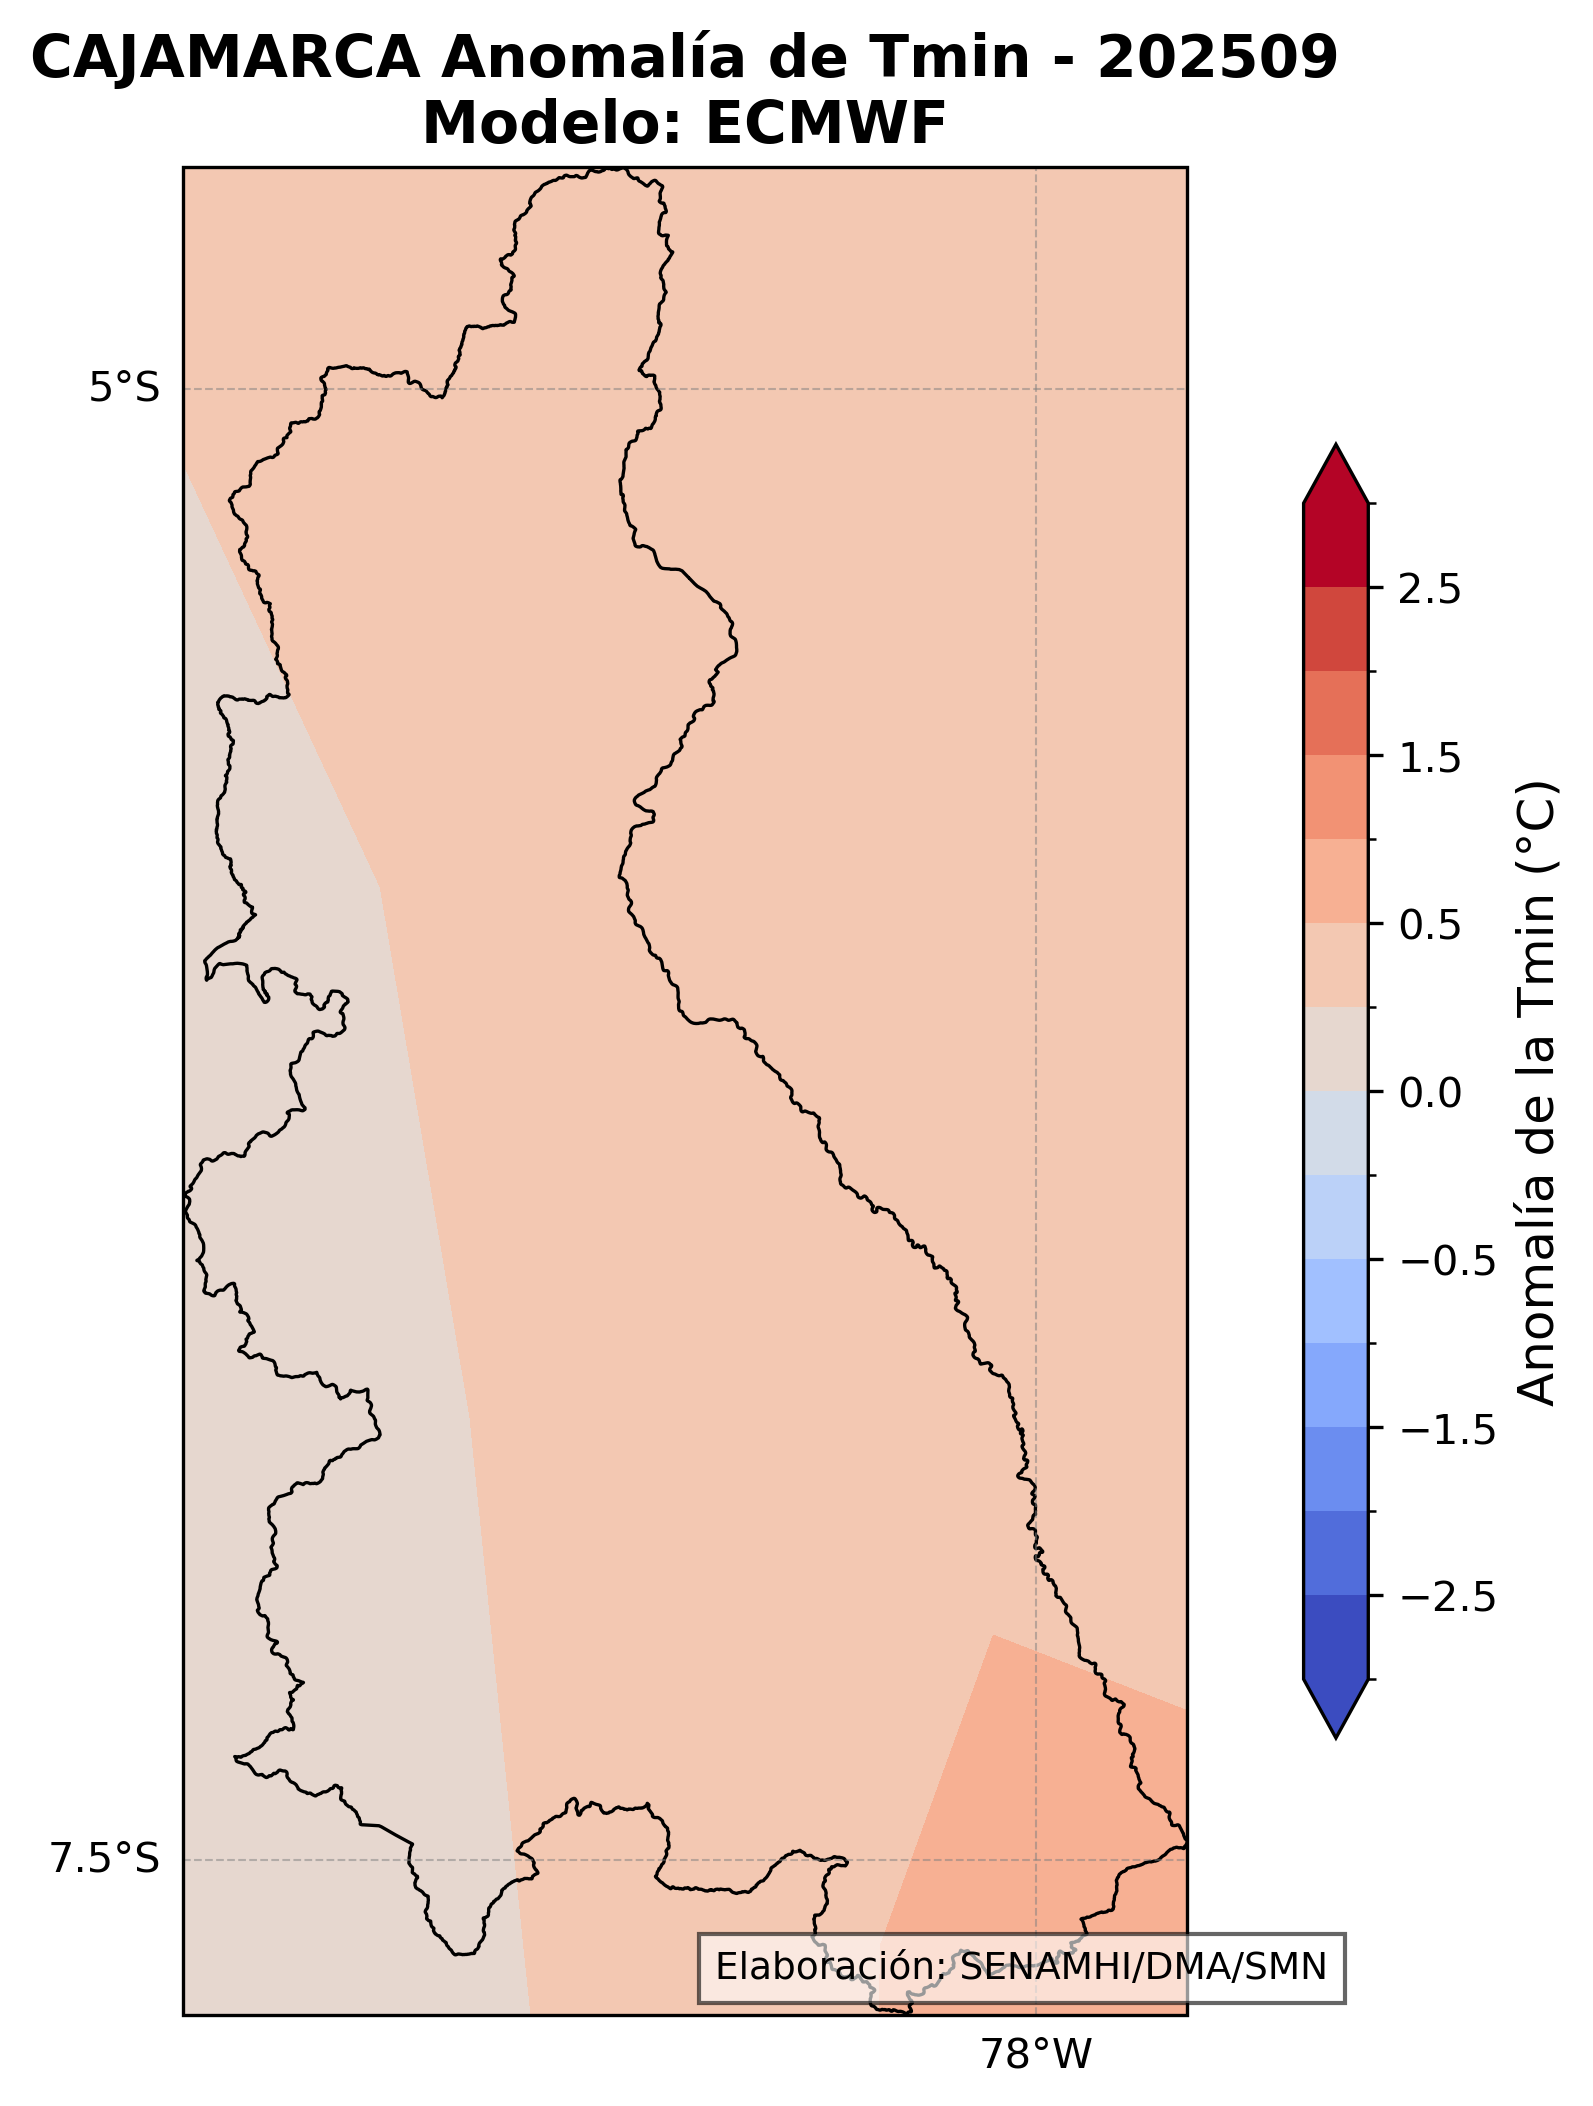 CAJAMARCA Anomalía de Tmin - 202509
Modelo: ECMWF
5°S
7.5°S
78°W
2.5
1.5
0.5
0.0
−0.5
−1.5
−2.5
Anomalía de la Tmin (°C)
Elaboración: SENAMHI/DMA/SMN